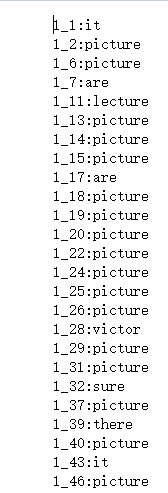 1_1:it
1_2:picture
1_6:picture
1_7:are
1_11:lecture
1_13:picture
1_14:picture
1_15:picture
1_17:are
1_18:picture
1_19:picture
1_20:picture
1_22:picture
1_24:picture
1_25:picture
1_26:picture
1_28:victor
1_29:picture
1_31:picture
1_32:sure
1_37:picture
1_39:there
1_40:picture
1_43:it
1_46:picture